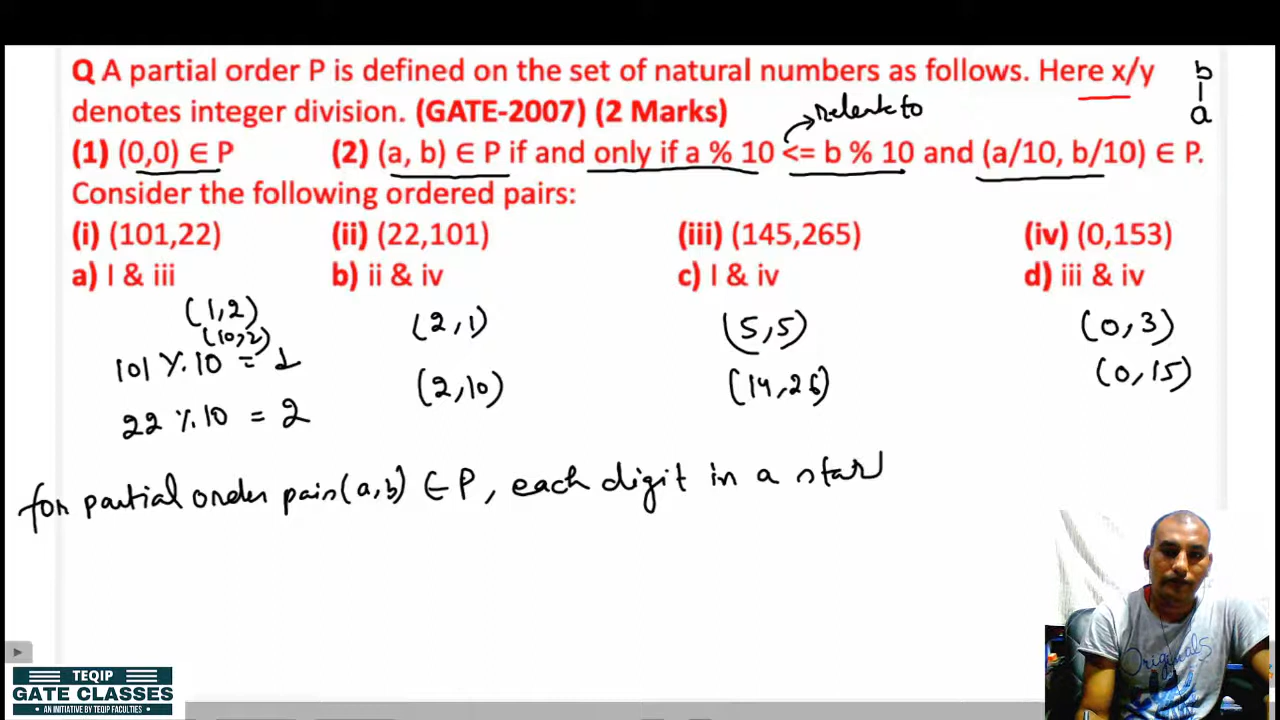 Q A partial order P is defined on the set of natural numbers as follows. Here x/y
denotes integer division. (GATE-2007) (2 Marks)
(1) (0,0) ∈ P (2) (a, b) ∈ P if and only if a % 10 <= b % 10 and (a/10, b/10) ∈ P.
relente to
b
a
Consider the following ordered pairs:
(i) (101,22) (ii) (22,101) (iii) (145,265) (iv) (0,153)
a) I & iii b) ii & iv c) I & iv d) iii & iv
(1,2) (2,1) (5,5) (0,3)
(10,2) (2,10) (14,26) (0,15)
101 %. 10 = 1
22 %. 10 = 2
for partial order pair(a,b) ∈ P, each digit in a star
Originals
TEQIP
GATE CLASSES
AN INITIATIVE BY TEQIP FACULTIES